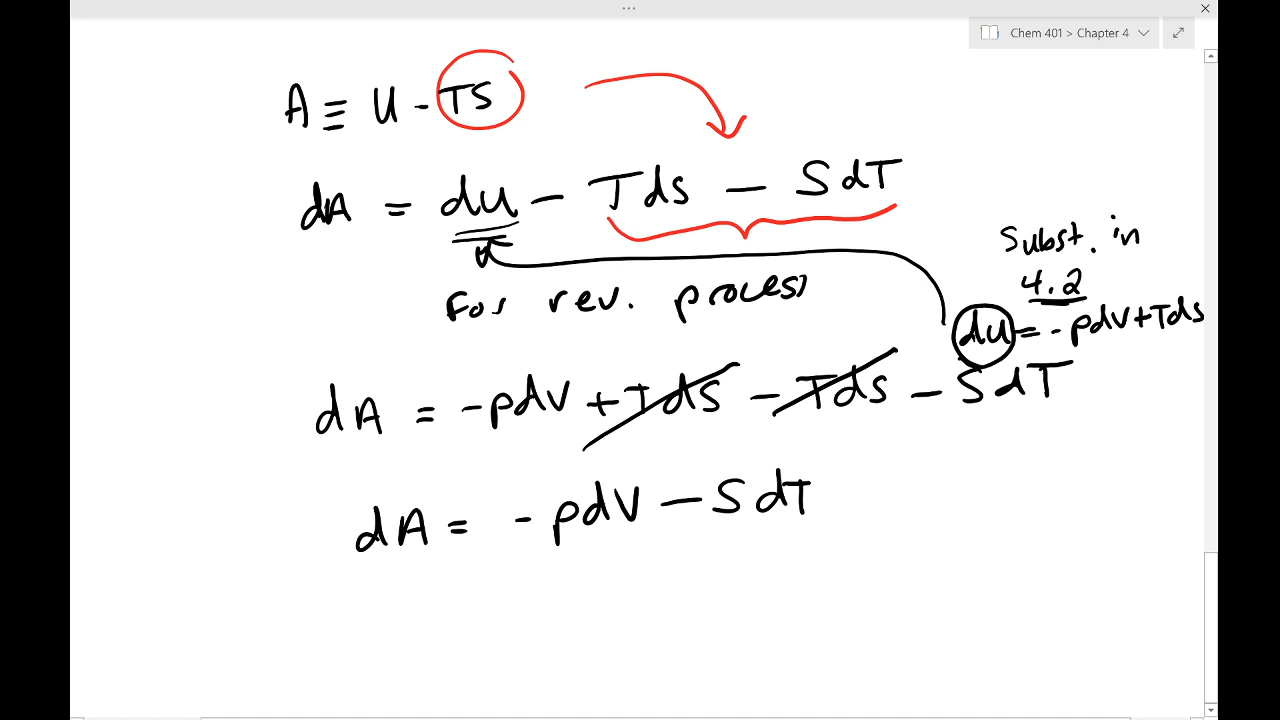 Chem 401 > Chapter 4
A ≡ U - TS
dA = du - Tds - SdT
Subst. in
4.2
For rev. process
du = - pdV + Tds
dA = -pdV + Tds - Tds - SdT
dA = - pdV - SdT